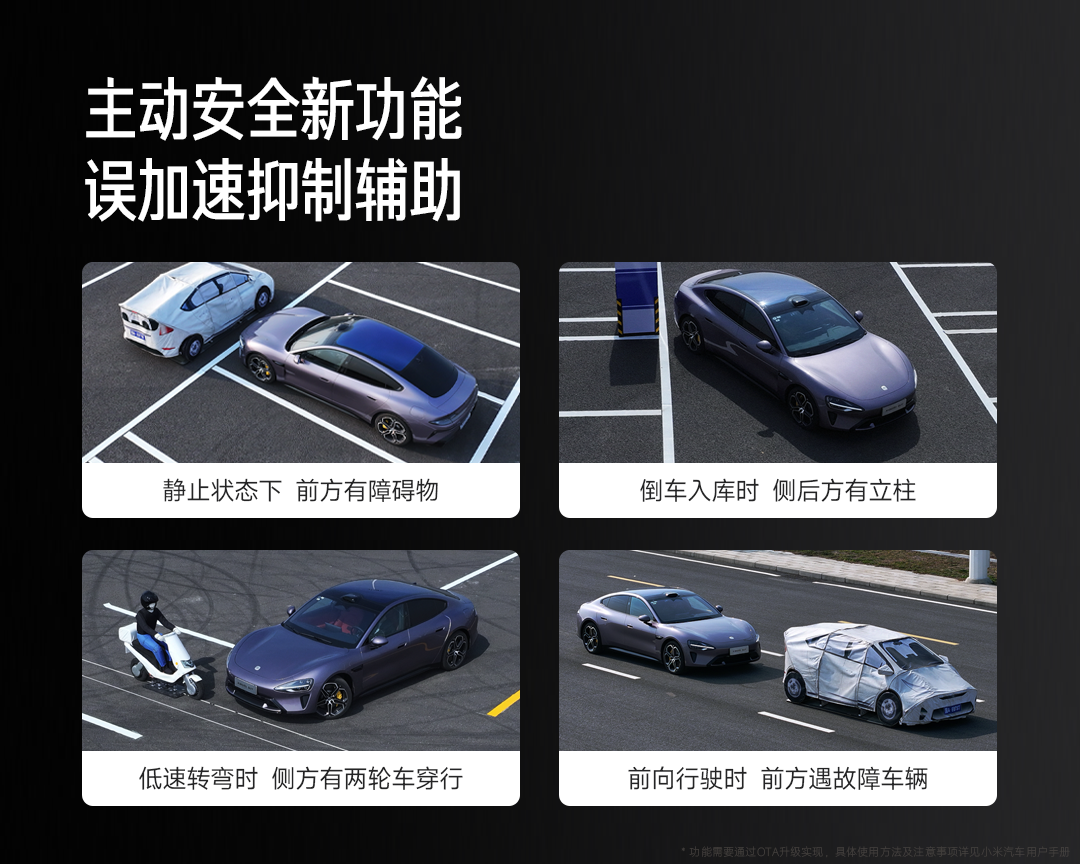 主动安全新功能
误加速抑制辅助
静止状态下 前方有障碍物
倒车入库时 侧后方有立柱
低速转弯时 侧方有两轮车穿行
前向行驶时 前方遇故障车辆
* 功能需要通过OTA升级实现，具体使用方法及注意事项详见小米汽车用户手册